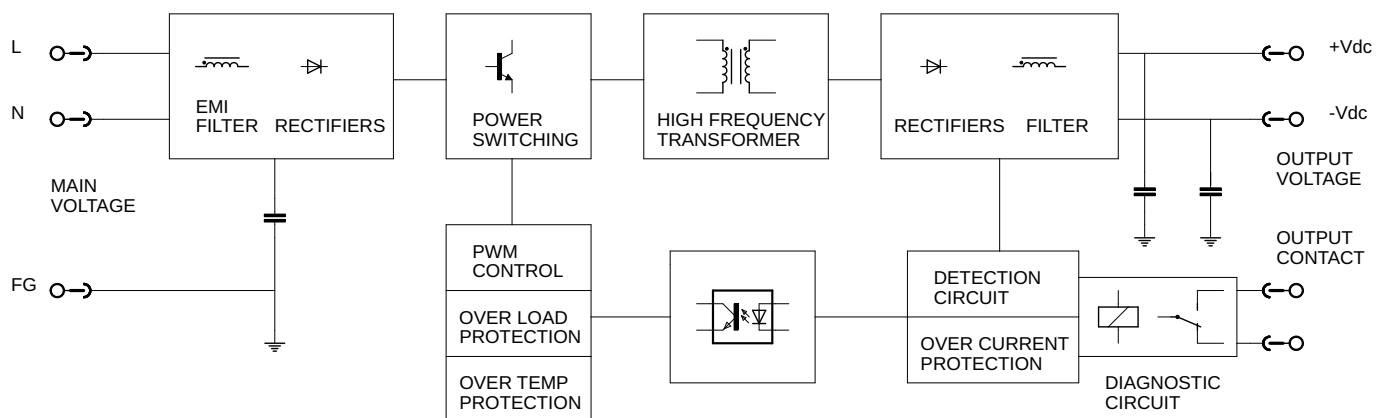 L
N
MAIN
VOLTAGE
FG
EMI
FILTER
RECTIFIERS
POWER
SWITCHING
HIGH FREQUENCY
TRANSFORMER
RECTIFIERS
FILTER
+Vdc
-Vdc
OUTPUT
VOLTAGE
OUTPUT
CONTACT
PWM
CONTROL
OVER LOAD
PROTECTION
OVER TEMP
PROTECTION
DETECTION
CIRCUIT
OVER CURRENT
PROTECTION
DIAGNOSTIC
CIRCUIT